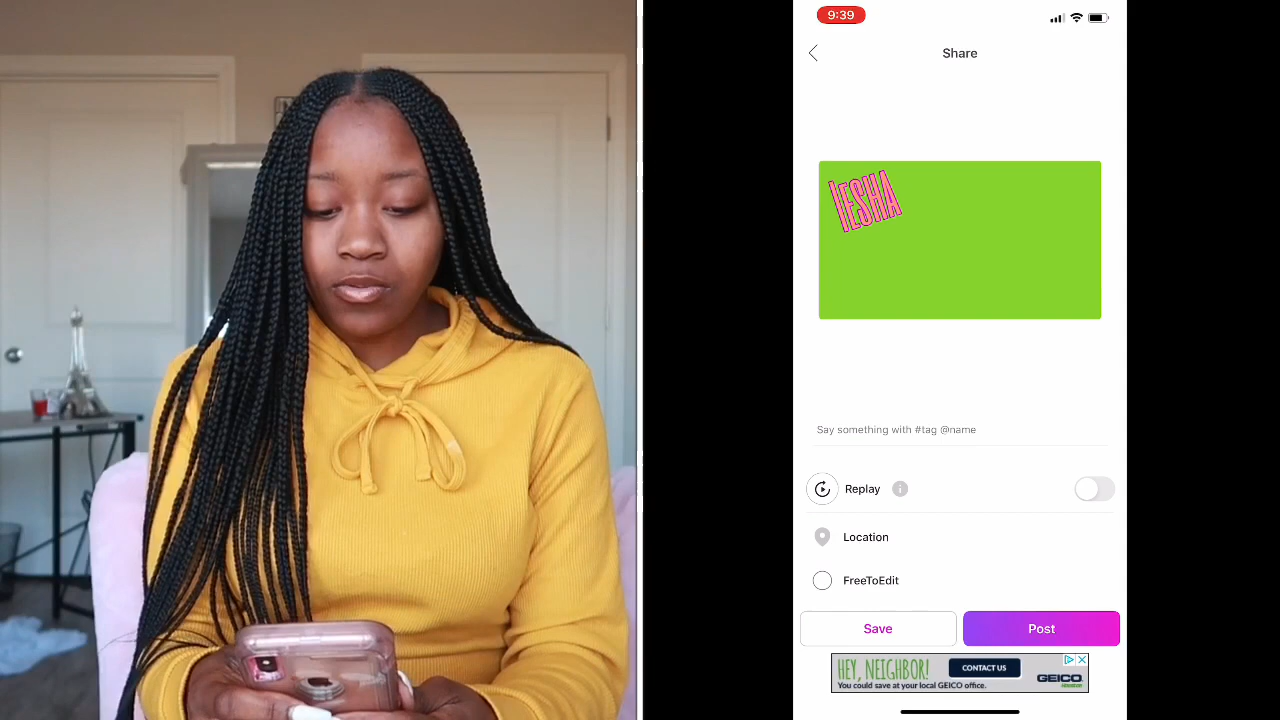 9:39
Share
IESHA
Say something with #tag @name
Replay
Location
FreeToEdit
Save
Post
HEY, NEIGHBOR!
CONTACT US
You could save at your local GEICO office.
GEICO